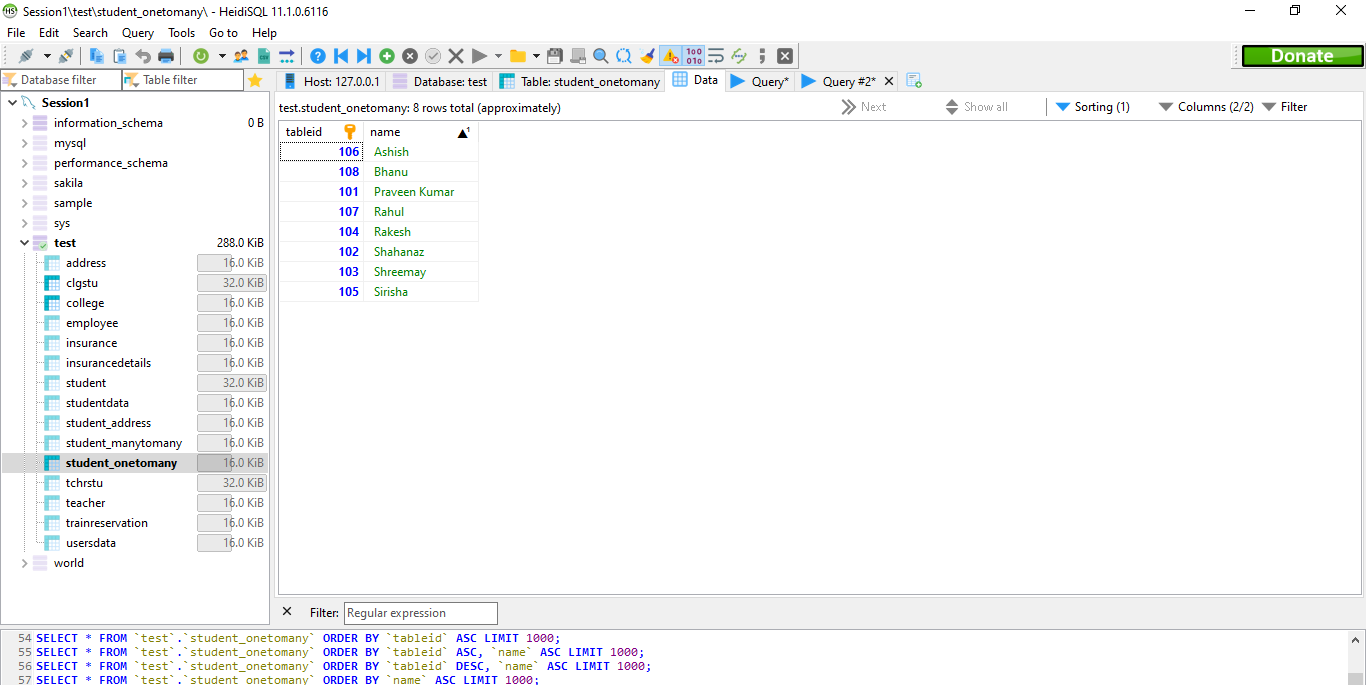 Session1\test\student_onetomany\ - HeidiSQL 11.1.0.6116
File Edit Search Query Tools Go to Help
Donate
Database filter Table filter
Host: 127.0.0.1 Database: test Table: student_onetomany Data Query* Query #2*
test.student_onetomany: 8 rows total (approximately) Next Show all Sorting (1) Columns (2/2) Filter
Session1
information_schema 0 B
mysql
performance_schema
sakila
sample
sys
test 288.0 KiB
address 16.0 KiB
clgstu 32.0 KiB
college 16.0 KiB
employee 16.0 KiB
insurance 16.0 KiB
insurancedetails 16.0 KiB
student 32.0 KiB
studentdata 16.0 KiB
student_address 16.0 KiB
student_manytomany 16.0 KiB
student_onetomany 16.0 KiB
tchrstu 32.0 KiB
teacher 16.0 KiB
trainreservation 16.0 KiB
usersdata 16.0 KiB
world
tableid name 1
106 Ashish
108 Bhanu
101 Praveen Kumar
107 Rahul
104 Rakesh
102 Shahanaz
103 Shreemay
105 Sirisha
Filter: Regular expression
54 SELECT * FROM `test`.`student_onetomany` ORDER BY `tableid` ASC LIMIT 1000;
55 SELECT * FROM `test`.`student_onetomany` ORDER BY `tableid` ASC, `name` ASC LIMIT 1000;
56 SELECT * FROM `test`.`student_onetomany` ORDER BY `tableid` DESC, `name` ASC LIMIT 1000;
57 SELECT * FROM `test`.`student_onetomany` ORDER BY `name` ASC LIMIT 1000;